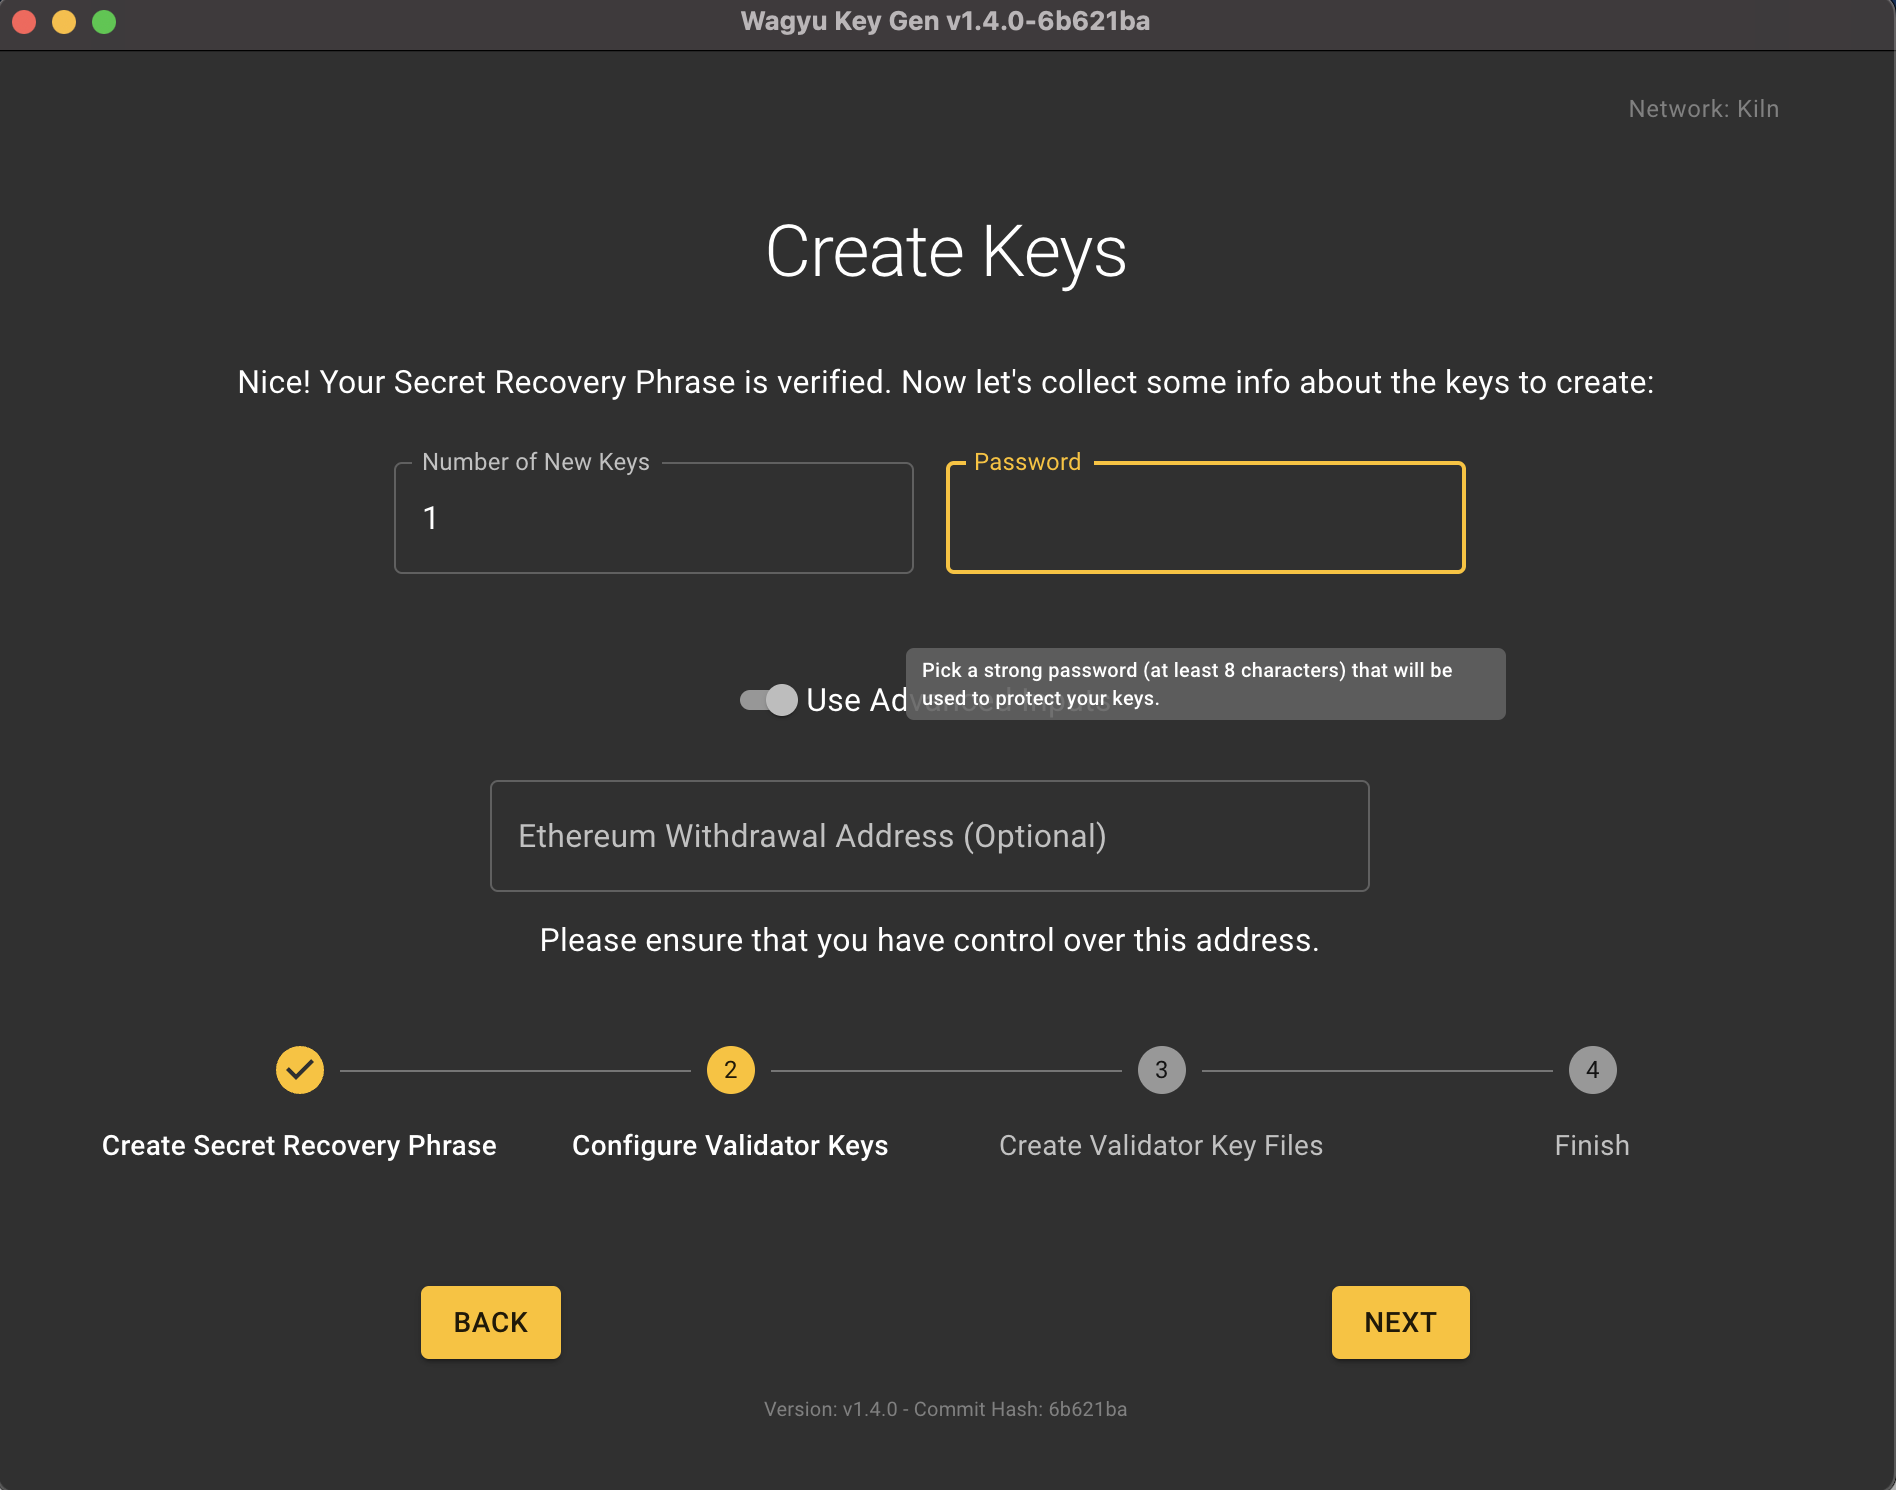 Wagyu Key Gen v1.4.0-6b621ba
Network: Kiln
Create Keys
Nice! Your Secret Recovery Phrase is verified. Now let's collect some info about the keys to create:
Number of New Keys
1
Password
Pick a strong password (at least 8 characters) that will be
used to protect your keys.
Use Advanced Inputs
Ethereum Withdrawal Address (Optional)
Please ensure that you have control over this address.
2
3
4
Create Secret Recovery Phrase
Configure Validator Keys
Create Validator Key Files
Finish
BACK
NEXT
Version: v1.4.0 - Commit Hash: 6b621ba